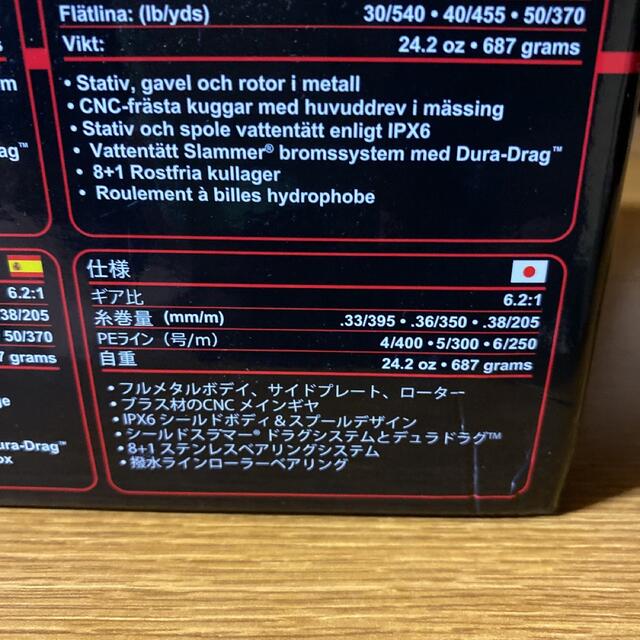 Flätlina: (lb/yds) 30/540 • 40/455 • 50/370
Vikt: 24.2 oz • 687 grams
• Stativ, gavel och rotor i metall
• CNC-frästa kuggar med huvuddrev i mässing
• Stativ och spole vattentätt enligt IPX6
• Vattentätt Slammer® bromssystem med Dura-Drag™
• 8+1 Rostfria kullager
• Roulement à billes hydrophobe
6.2:1
.38/205
50/370
grams
ura-Drag™
仕様
ギア比 6.2:1
糸巻量 (mm/m) .33/395 • .36/350 • .38/205
PEライン（号/m） 4/400 • 5/300 • 6/250
自重 24.2 oz • 687 grams
• フルメタルボデイ、サイドプレート、ローター
• ブラス材のCNC メインギヤ
• IPX6 シールドボディ＆スプールデザイン
• シールドスラマー® ドラグシステムとデュラドラグ™
• 8+1 ステンレスベアリングシステム
• 撥水ラインローラーベアリング